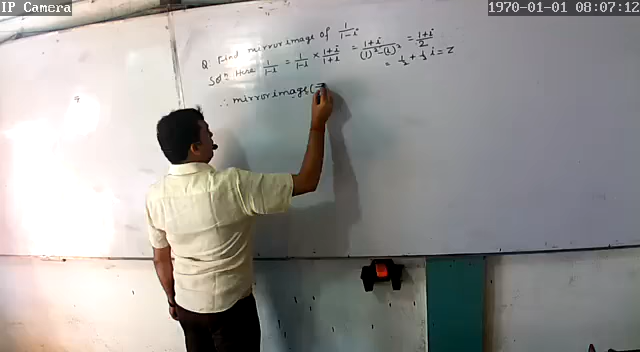 IP Camera
1970-01-01 08:07:12
Q: Find mirror image of 1/(1-i)
Solⁿ: Here 1/(1-i) = 1/(1-i) × (1+i)/(1+i) = (1+i)/((1)²-(i)²) = (1+i)/2
= 1/2 + 1/2 i = z
∴ mirror image (